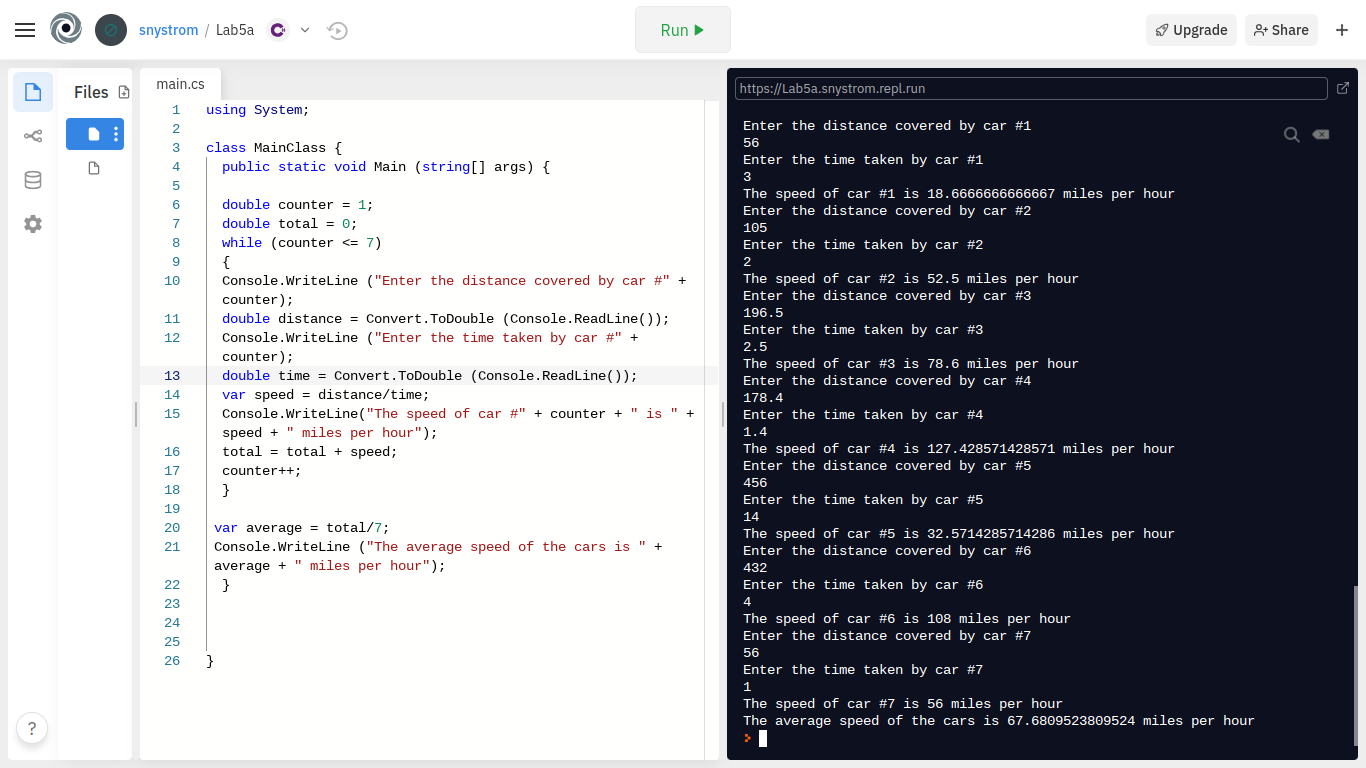 snystrom / Lab5a
Run
Upgrade
Share
Files
main.cs
1 using System;
2
3 class MainClass {
4 public static void Main (string[] args) {
5
6 double counter = 1;
7 double total = 0;
8 while (counter <= 7)
9 {
10 Console.WriteLine ("Enter the distance covered by car #" +
counter);
11 double distance = Convert.ToDouble (Console.ReadLine());
12 Console.WriteLine ("Enter the time taken by car #" +
counter);
13 double time = Convert.ToDouble (Console.ReadLine());
14 var speed = distance/time;
15 Console.WriteLine("The speed of car #" + counter + " is " +
speed + " miles per hour");
16 total = total + speed;
17 counter++;
18 }
19
20 var average = total/7;
21 Console.WriteLine ("The average speed of the cars is " +
average + " miles per hour");
22 }
23
24
25
26 }
?
https://Lab5a.snystrom.repl.run
Enter the distance covered by car #1
56
Enter the time taken by car #1
3
The speed of car #1 is 18.6666666666667 miles per hour
Enter the distance covered by car #2
105
Enter the time taken by car #2
2
The speed of car #2 is 52.5 miles per hour
Enter the distance covered by car #3
196.5
Enter the time taken by car #3
2.5
The speed of car #3 is 78.6 miles per hour
Enter the distance covered by car #4
178.4
Enter the time taken by car #4
1.4
The speed of car #4 is 127.428571428571 miles per hour
Enter the distance covered by car #5
456
Enter the time taken by car #5
14
The speed of car #5 is 32.5714285714286 miles per hour
Enter the distance covered by car #6
432
Enter the time taken by car #6
4
The speed of car #6 is 108 miles per hour
Enter the distance covered by car #7
56
Enter the time taken by car #7
1
The speed of car #7 is 56 miles per hour
The average speed of the cars is 67.6809523809524 miles per hour